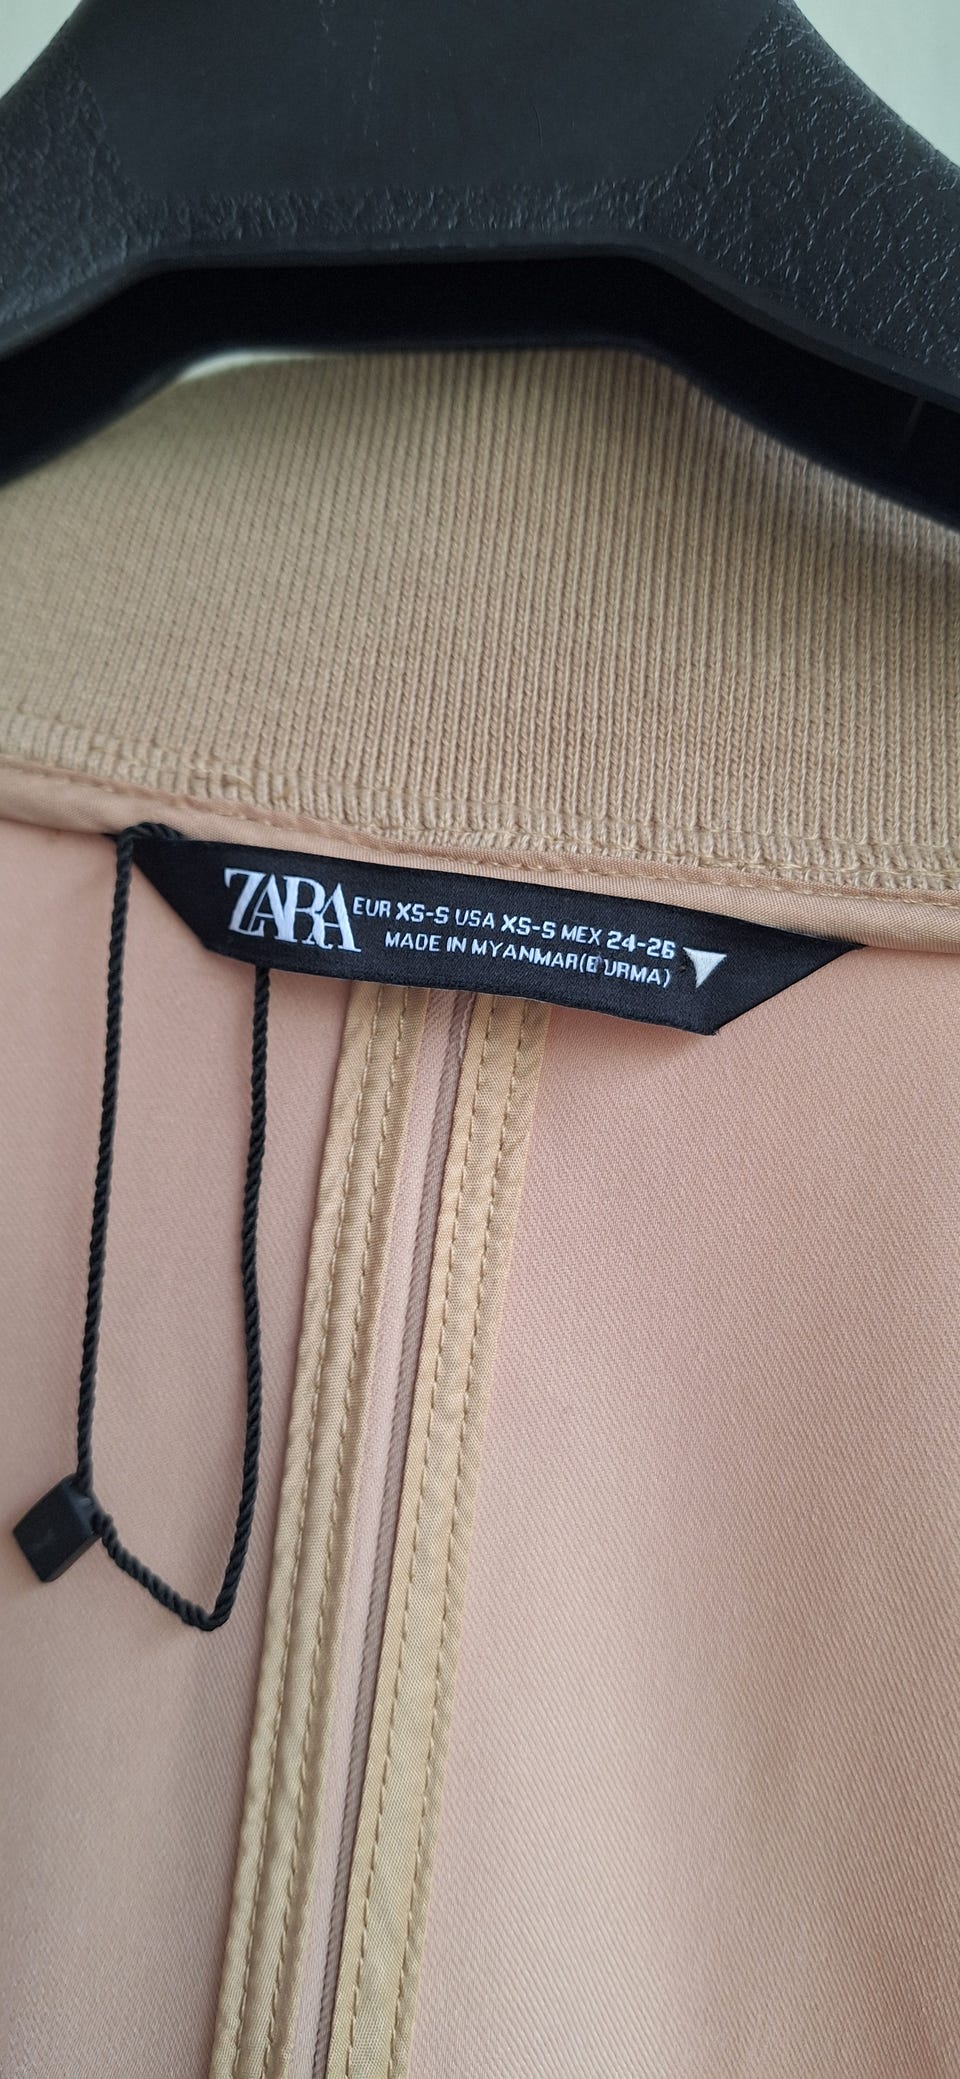 ZARA
EUR XS-S USA XS-S MEX 24-26
MADE IN MYANMAR(BURMA)